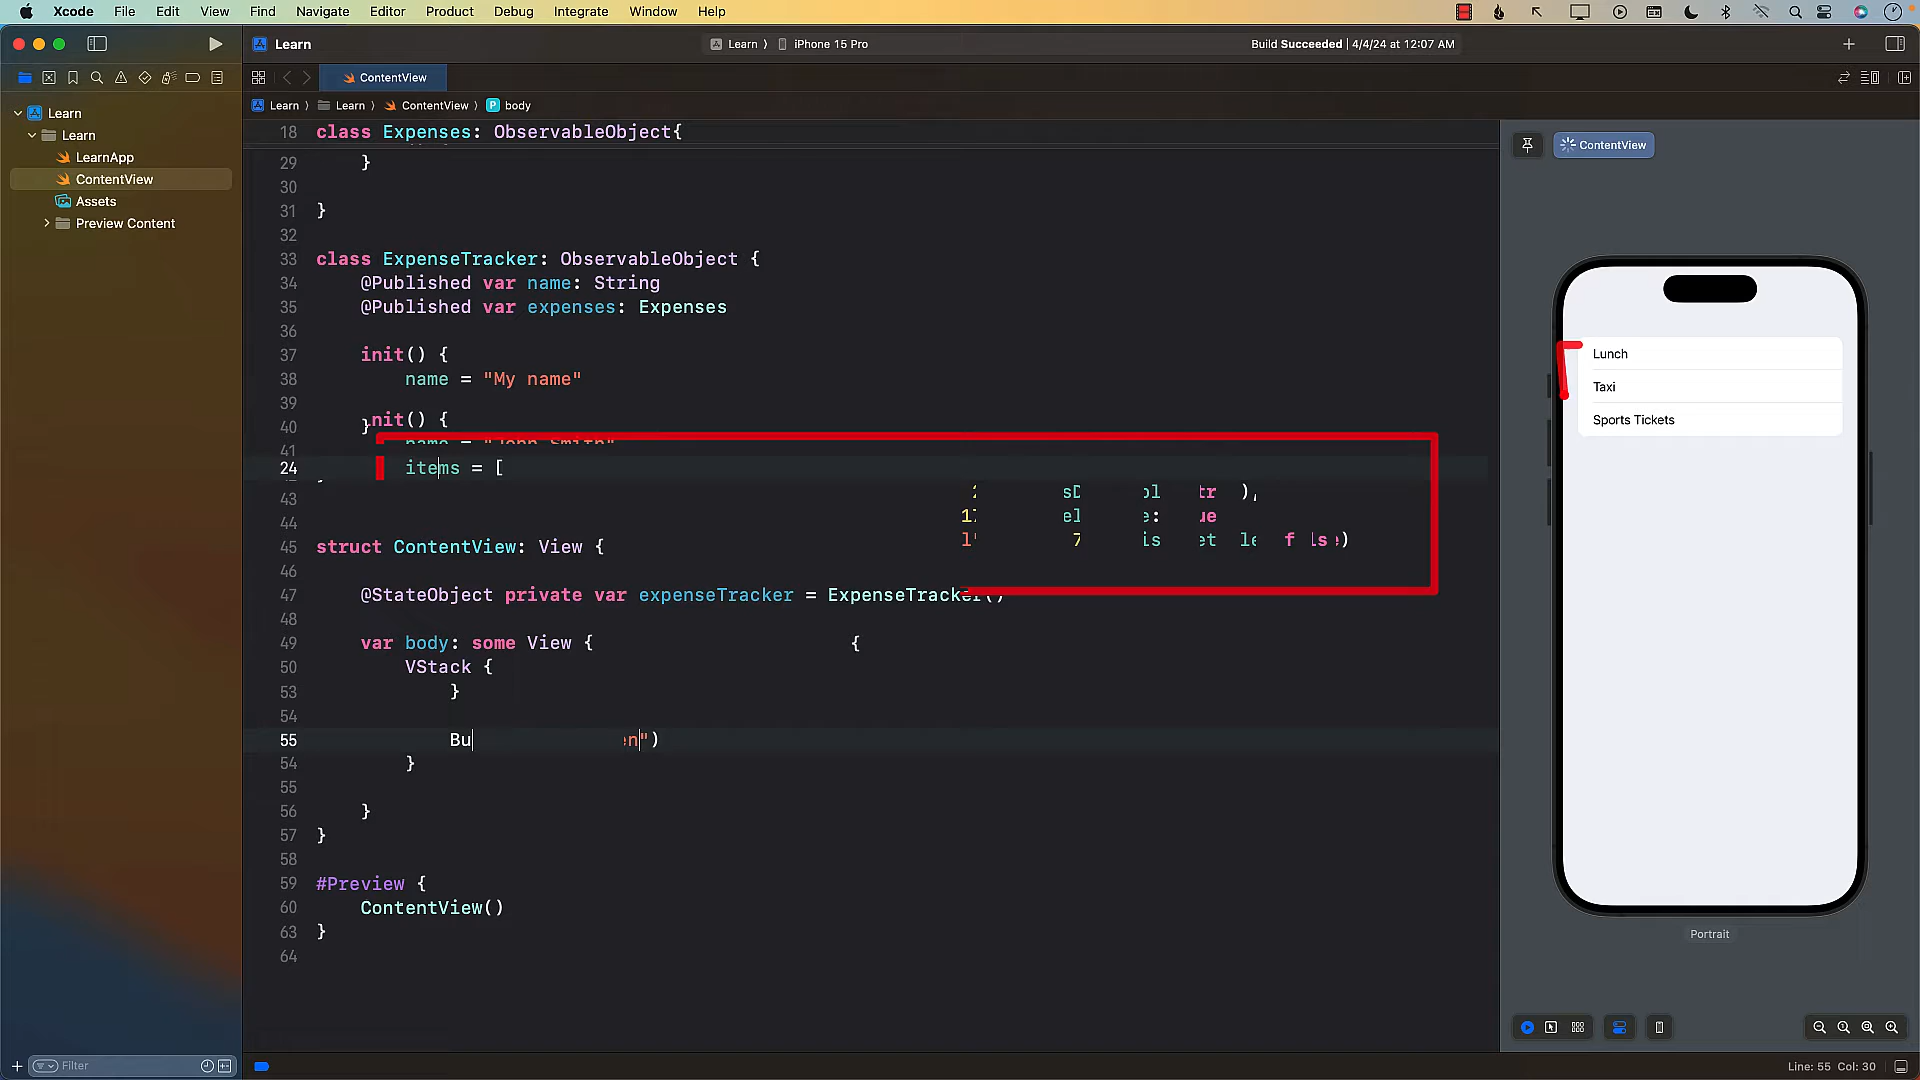 Xcode File Edit View Find Navigate Editor Product Debug Integrate Window Help
Learn
Learn ⟩ iPhone 15 Pro
Build Succeeded | 4/4/24 at 12:07 AM
ContentView
Learn ⟩ Learn ⟩ ContentView ⟩ P body
Learn
Learn
LearnApp
ContentView
Assets
Preview Content
18 class Expenses: ObservableObject{
29 }
30
31 }
32
33 class ExpenseTracker: ObservableObject {
34 @Published var name: String
35 @Published var expenses: Expenses
36
37 init() {
38 name = "My name"
39
nit() {
40 }
41 name = "John Smith"
24 items = [
43
44
45 struct ContentView: View {
46
47 @StateObject private var expenseTracker = ExpenseTracker()
48
49 var body: some View { {
50 VStack {
53 }
54
55 Bu en")
54 }
55
56 }
57 }
58
59 #Preview {
60 ContentView()
63 }
64
ContentView
Lunch
Taxi
Sports Tickets
Portrait
Filter
Line: 55 Col: 30